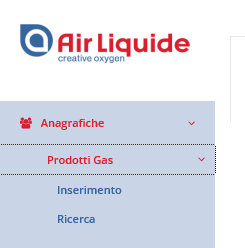 Air Liquide
creative oxygen
Anagrafiche
Prodotti Gas
Inserimento
Ricerca